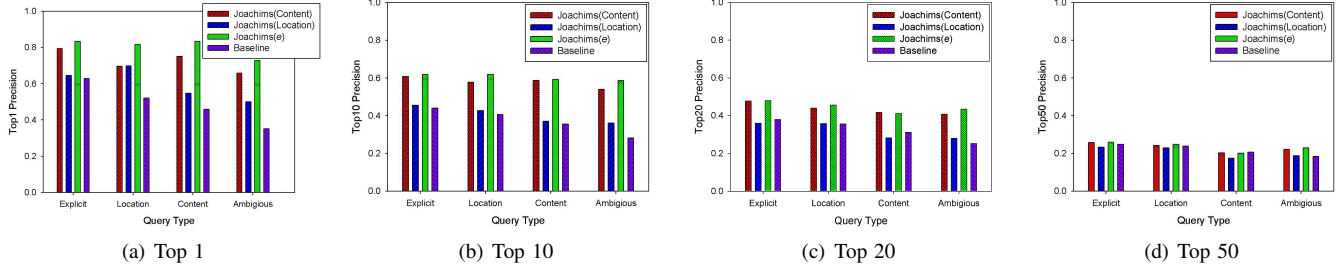 1.0
0.8
0.6
0.4
0.2
0.0
Top1 Precision
Joachims(Content)
Joachims(Location)
Joachims(e)
Baseline
Explicit Location Content Ambigious
Query Type
(a) Top 1
1.0
0.8
0.6
0.4
0.2
0.0
Top10 Precision
Joachims(Content)
Joachims(Location)
Joachims(e)
Baseline
Explicit Location Content Ambigious
Query Type
(b) Top 10
1.0
0.8
0.6
0.4
0.2
0.0
Top20 Precision
Joachims(Content)
Joachims(Location)
Joachims(e)
Baseline
Explicit Location Content Ambigious
Query Type
(c) Top 20
1.0
0.8
0.6
0.4
0.2
0.0
Top50 Precision
Joachims(Content)
Joachims(Location)
Joachims(e)
Baseline
Explicit Location Content Ambigious
Query Type
(d) Top 50